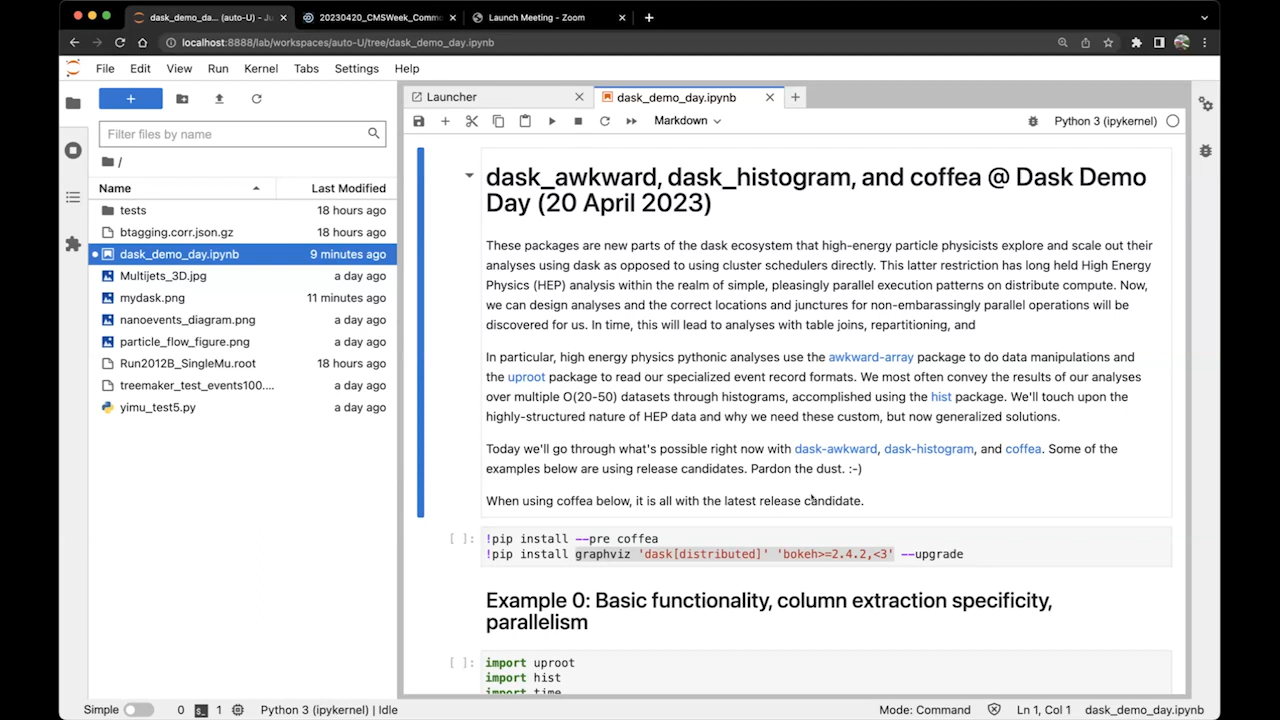 dask_demo_da... (auto-U) - Ju
20230420_CMSWeek_Comm
Launch Meeting - Zoom
localhost:8888/lab/workspaces/auto-U/tree/dask_demo_day.ipynb
File Edit View Run Kernel Tabs Settings Help
Launcher
dask_demo_day.ipynb
Markdown
Python 3 (ipykernel)
Filter files by name
/
Name Last Modified
tests 18 hours ago
btagging.corr.json.gz 18 hours ago
dask_demo_day.ipynb 9 minutes ago
Multijets_3D.jpg a day ago
mydask.png 11 minutes ago
nanoevents_diagram.png a day ago
particle_flow_figure.png a day ago
Run2012B_SingleMu.root 18 hours ago
treemaker_test_events100.... a day ago
yimu_test5.py a day ago
dask_awkward, dask_histogram, and coffea @ Dask Demo
Day (20 April 2023)
These packages are new parts of the dask ecosystem that high-energy particle physicists explore and scale out their
analyses using dask as opposed to using cluster schedulers directly. This latter restriction has long held High Energy
Physics (HEP) analysis within the realm of simple, pleasingly parallel execution patterns on distribute compute. Now,
we can design analyses and the correct locations and junctures for non-embarassingly parallel operations will be
discovered for us. In time, this will lead to analyses with table joins, repartitioning, and
In particular, high energy physics pythonic analyses use the awkward-array package to do data manipulations and
the uproot package to read our specialized event record formats. We most often convey the results of our analyses
over multiple O(20-50) datasets through histograms, accomplished using the hist package. We'll touch upon the
highly-structured nature of HEP data and why we need these custom, but now generalized solutions.
Today we'll go through what's possible right now with dask-awkward, dask-histogram, and coffea. Some of the
examples below are using release candidates. Pardon the dust. :-)
When using coffea below, it is all with the latest release candidate.
[ ]: !pip install --pre coffea
!pip install graphviz 'dask[distributed]' 'bokeh>=2.4.2,<3' --upgrade
Example 0: Basic functionality, column extraction specificity,
parallelism
[ ]: import uproot
import hist
import time
Simple 0 1 Python 3 (ipykernel) | Idle Mode: Command Ln 1, Col 1 dask_demo_day.ipynb